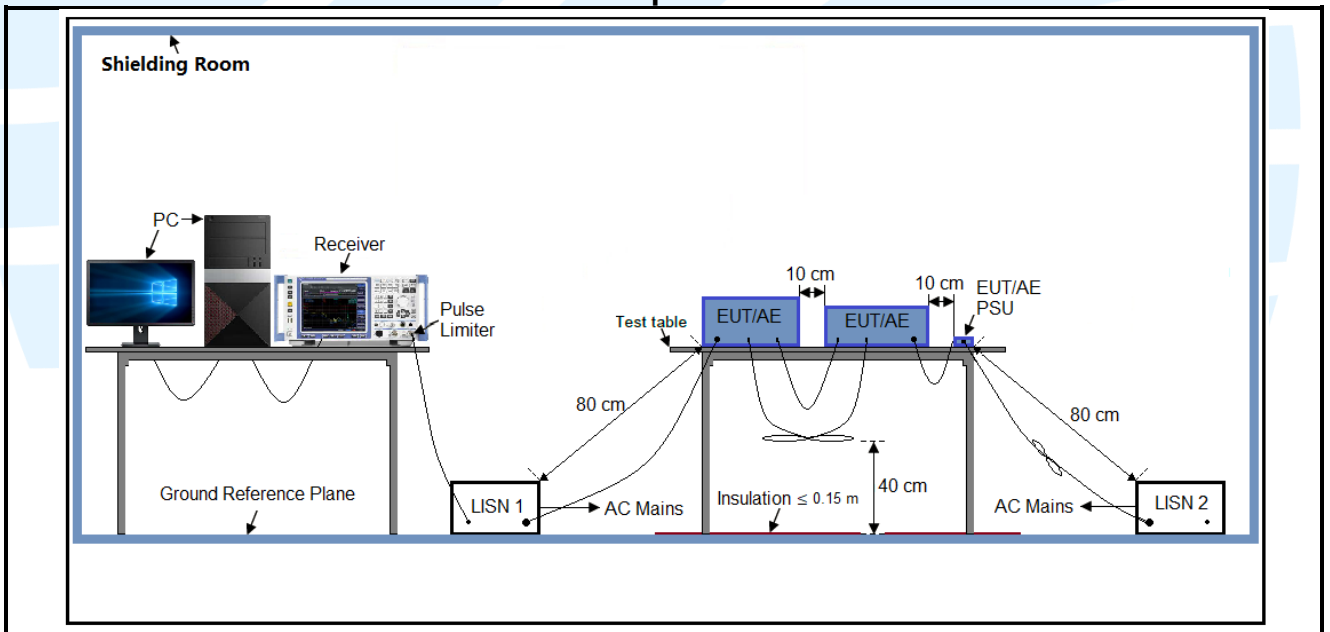 Shielding Room
PC
Receiver
Pulse
Limiter
10 cm
10 cm
EUT/AE
PSU
Test table
EUT/AE
EUT/AE
80 cm
80 cm
40 cm
Ground Reference Plane
LISN 1
AC Mains
Insulation ≤ 0.15 m
AC Mains
LISN 2